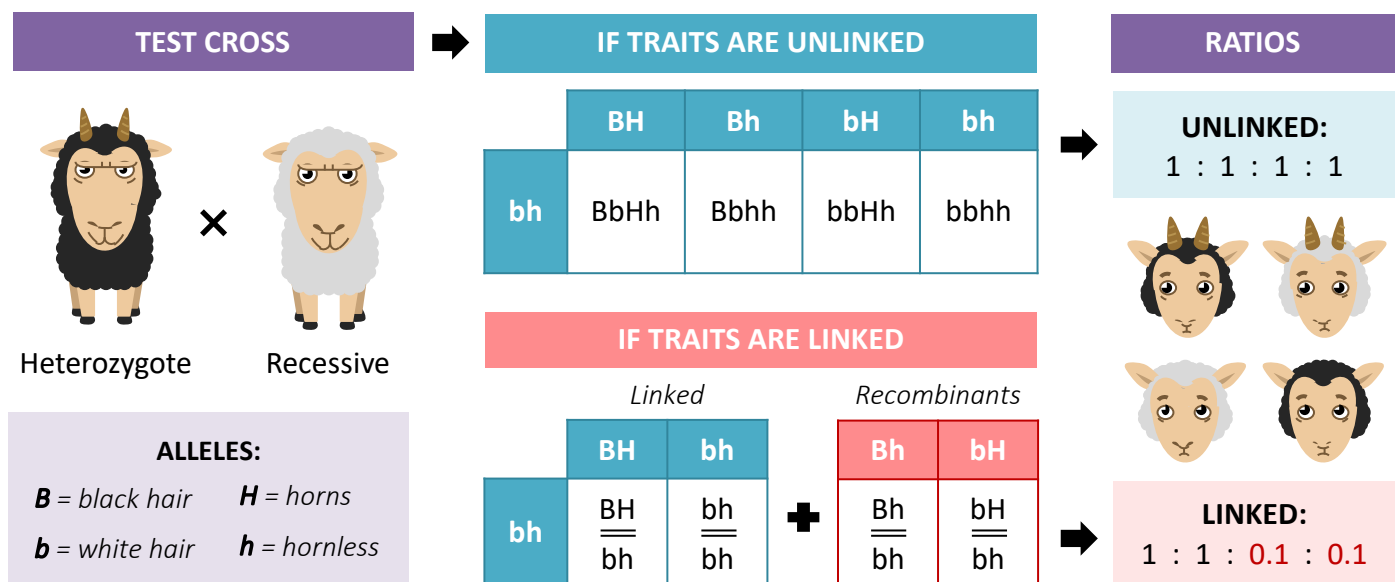 TEST CROSS
IF TRAITS ARE UNLINKED
RATIOS
Heterozygote
Recessive
ALLELES:
B = black hair
H = horns
b = white hair
h = hornless
BH Bh bH bh
bh BbHh Bbhh bbHh bbhh
IF TRAITS ARE LINKED
Linked
Recombinants
BH bh Bh bH
BH bh Bh bH
bh
bh bh bh bh
UNLINKED:
1 : 1 : 1 : 1
LINKED:
1 : 1 : 0.1 : 0.1